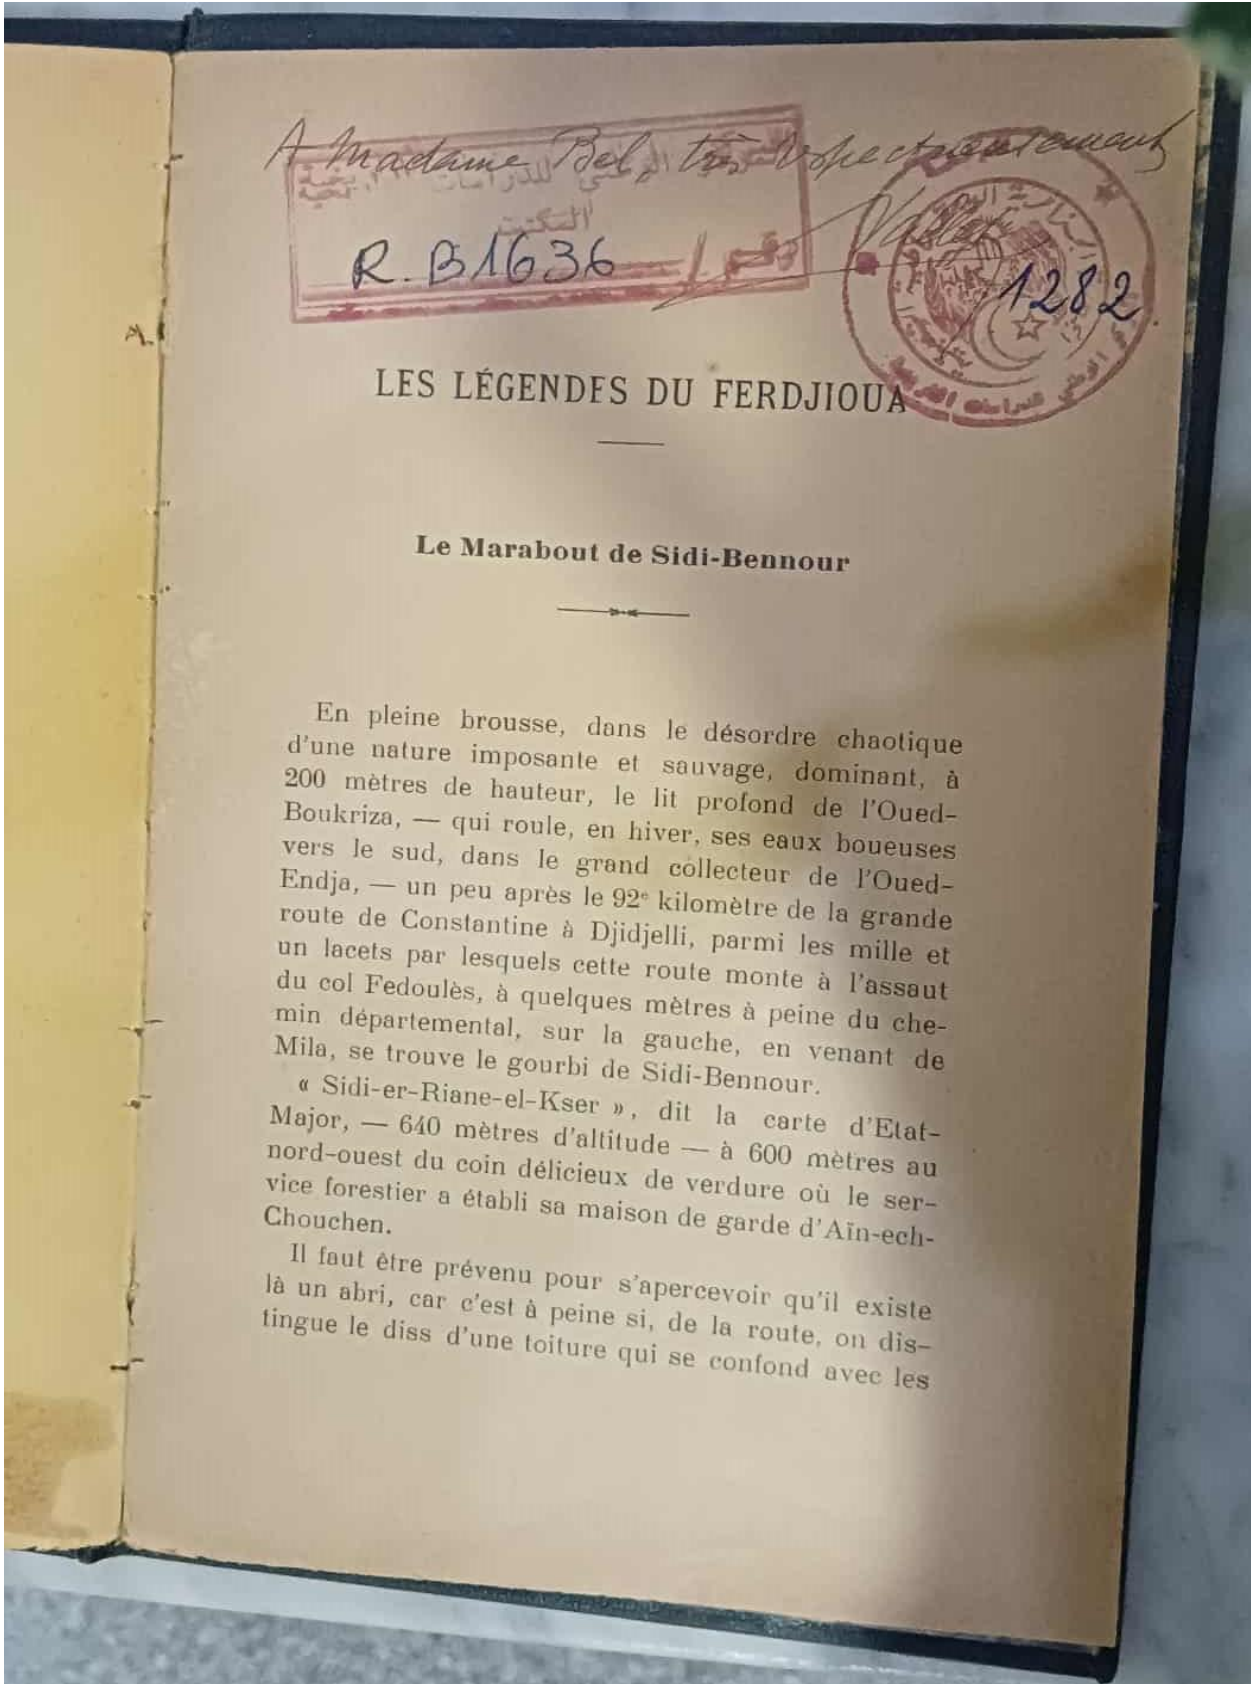 A Madame Bel, très respectueusement
المركز الوطني للدراسات التاريخية
المكتبة
R. B1636 رقم
1282
LES LÉGENDES DU FERDJIOUA
Le Marabout de Sidi-Bennour
En pleine brousse, dans le désordre chaotique
d'une nature imposante et sauvage, dominant, à
200 mètres de hauteur, le lit profond de l'Oued-
Boukriza, — qui roule, en hiver, ses eaux boueuses
vers le sud, dans le grand collecteur de l'Oued-
Endja, — un peu après le 92e kilomètre de la grande
route de Constantine à Djidjelli, parmi les mille et
un lacets par lesquels cette route monte à l'assaut
du col Fedoulès, à quelques mètres à peine du che-
min départemental, sur la gauche, en venant de
Mila, se trouve le gourbi de Sidi-Bennour.
« Sidi-er-Riane-el-Kser », dit la carte d'Etat-
Major, — 640 mètres d'altitude — à 600 mètres au
nord-ouest du coin délicieux de verdure où le ser-
vice forestier a établi sa maison de garde d'Aïn-ech-
Chouchen.
Il faut être prévenu pour s'apercevoir qu'il existe
là un abri, car c'est à peine si, de la route, on dis-
tingue le diss d'une toiture qui se confond avec les